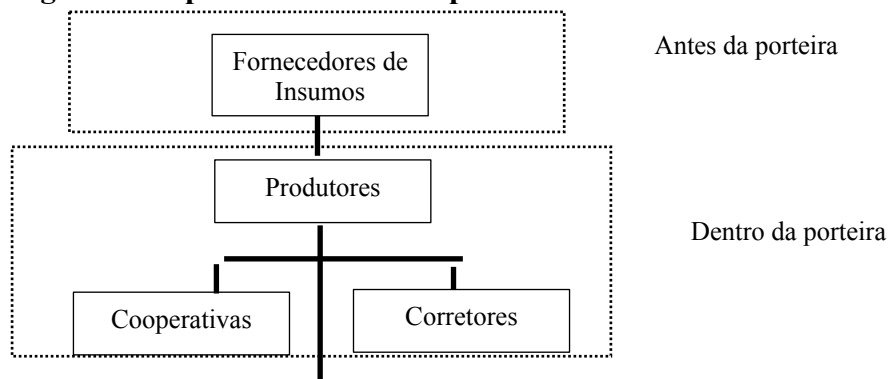 Fornecedores de
Insumos
Antes da porteira
Produtores
Dentro da porteira
Cooperativas
Corretores